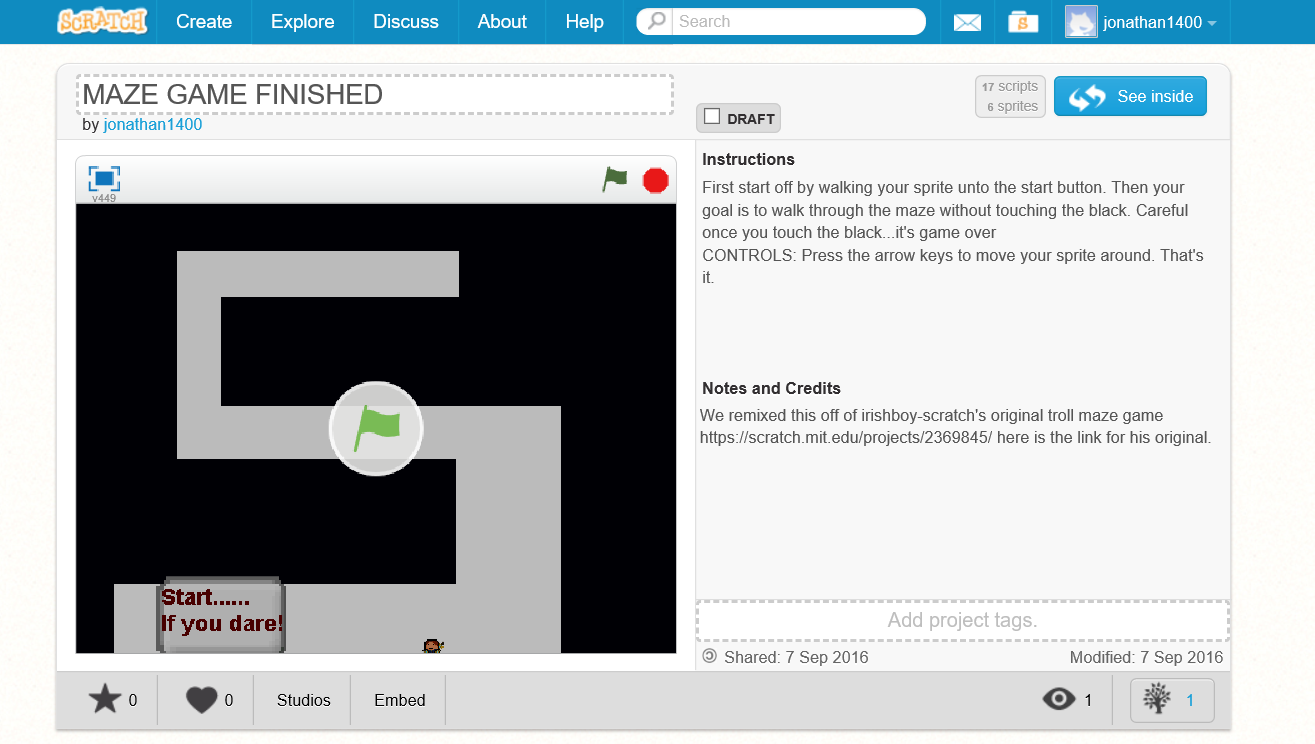 SCRATCH Create Explore Discuss About Help Search jonathan1400
MAZE GAME FINISHED
by jonathan1400
DRAFT
17 scripts
6 sprites
See inside
v449
Start......
If you dare!
Instructions
First start off by walking your sprite unto the start button. Then your
goal is to walk through the maze without touching the black. Careful
once you touch the black...it's game over
CONTROLS: Press the arrow keys to move your sprite around. That's
it.
Notes and Credits
We remixed this off of irishboy-scratch's original troll maze game
https://scratch.mit.edu/projects/2369845/ here is the link for his original.
Add project tags.
Shared: 7 Sep 2016 Modified: 7 Sep 2016
0 0 Studios Embed 1 1